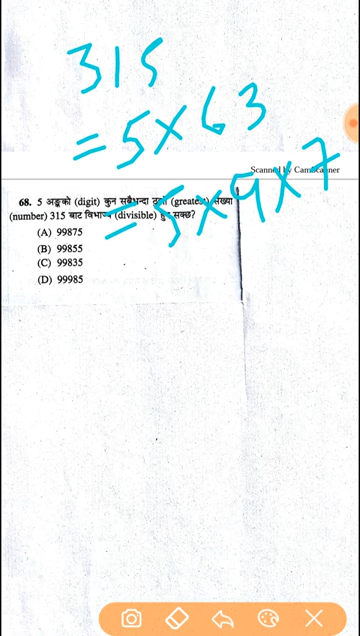 315
= 5 × 63
Scanned by CamScanner
= 5 × 9 × 7
68. 5 अङ्कको (digit) कुन सबैभन्दा ठूलो (greatest) संख्या
(number) 315 बाट विभाज्य (divisible) हुन सक्छ?
(A) 99875
(B) 99855
(C) 99835
(D) 99985